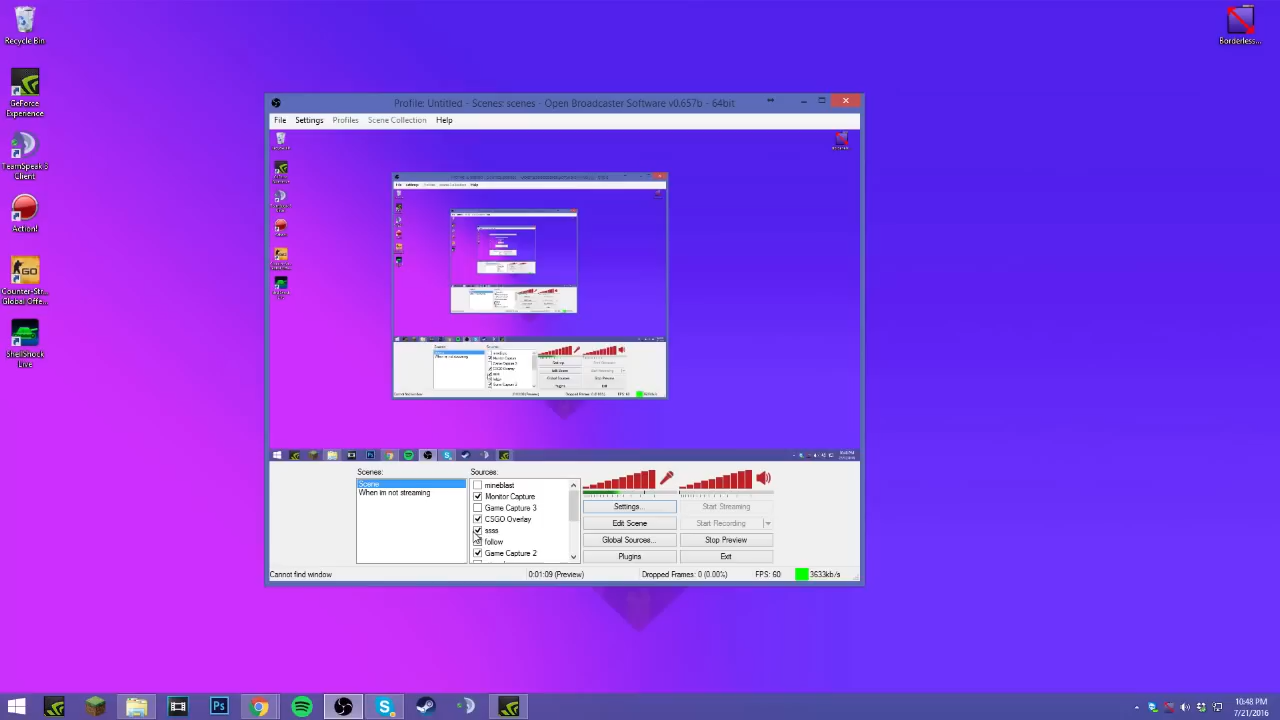 Recycle Bin
Borderless...
GeForce
Experience
TeamSpeak 3
Client
Action!
Counter-Str...
Global Offe...
ShellShock
Live
Profile: Untitled - Scenes: scenes - Open Broadcaster Software v0.657b - 64bit
File Settings Profiles Scene Collection Help
Scenes:
Scene
When im not streaming
Sources:
mineblast
Monitor Capture
Game Capture 3
CSGO Overlay
ssss
follow
Game Capture 2
Settings...
Start Streaming
Edit Scene
Start Recording
Global Sources...
Stop Preview
Plugins
Exit
Cannot find window
0:01:09 (Preview)
Dropped Frames: 0 (0.00%)
FPS: 60
3633kb/s
10:48 PM
7/21/2016